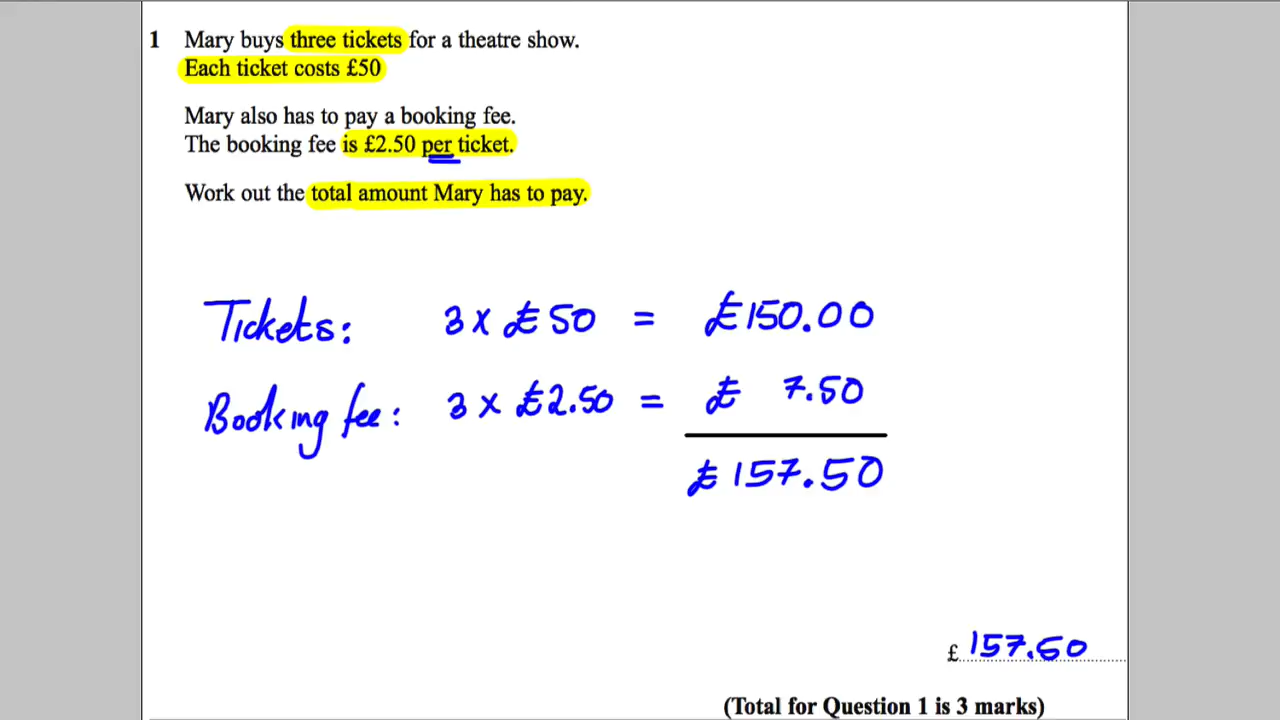 1 Mary buys three tickets for a theatre show.
Each ticket costs £50
Mary also has to pay a booking fee.
The booking fee is £2.50 per ticket.
Work out the total amount Mary has to pay.
Tickets: 3 x £50 = £150.00
Booking fee: 3 x £2.50 = £ 7.50
£157.50
£ 157.50
(Total for Question 1 is 3 marks)